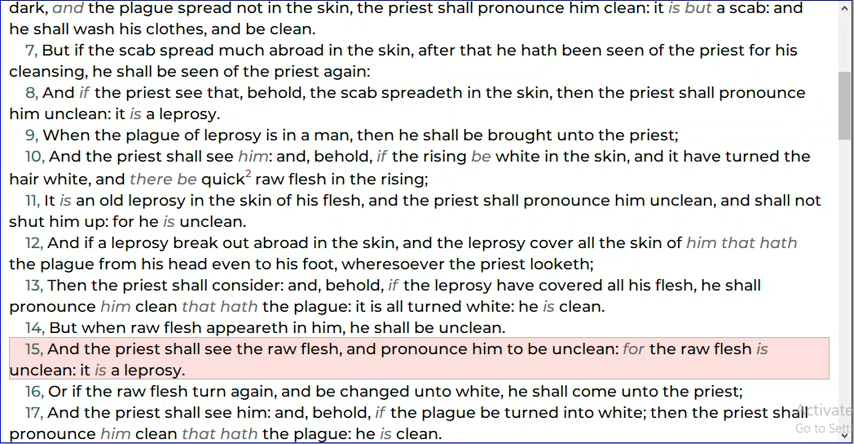 dark, and the plague spread not in the skin, the priest shall pronounce him clean: it is but a scab: and
he shall wash his clothes, and be clean.
7, But if the scab spread much abroad in the skin, after that he hath been seen of the priest for his
cleansing, he shall be seen of the priest again:
8, And if the priest see that, behold, the scab spreadeth in the skin, then the priest shall pronounce
him unclean: it is a leprosy.
9, When the plague of leprosy is in a man, then he shall be brought unto the priest;
10, And the priest shall see him: and, behold, if the rising be white in the skin, and it have turned the
hair white, and there be quick2 raw flesh in the rising;
11, It is an old leprosy in the skin of his flesh, and the priest shall pronounce him unclean, and shall not
shut him up: for he is unclean.
12, And if a leprosy break out abroad in the skin, and the leprosy cover all the skin of him that hath
the plague from his head even to his foot, wheresoever the priest looketh;
13, Then the priest shall consider: and, behold, if the leprosy have covered all his flesh, he shall
pronounce him clean that hath the plague: it is all turned white: he is clean.
14, But when raw flesh appeareth in him, he shall be unclean.
15, And the priest shall see the raw flesh, and pronounce him to be unclean: for the raw flesh is
unclean: it is a leprosy.
16, Or if the raw flesh turn again, and be changed unto white, he shall come unto the priest;
17, And the priest shall see him: and, behold, if the plague be turned into white; then the priest shall
pronounce him clean that hath the plague: he is clean.
Activate
Go to Sett